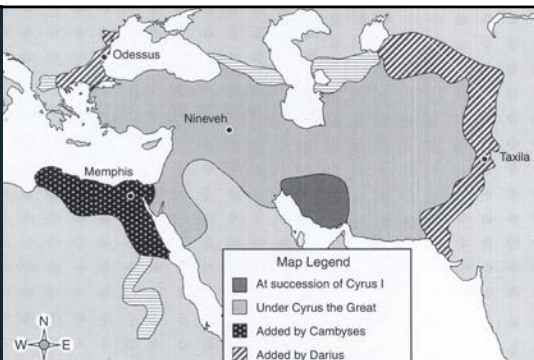 Odessus
Nineveh
Memphis
Taxila
Map Legend
At succession of Cyrus I
Under Cyrus the Great
Added by Cambyses
Added by Darius
N
W E
S